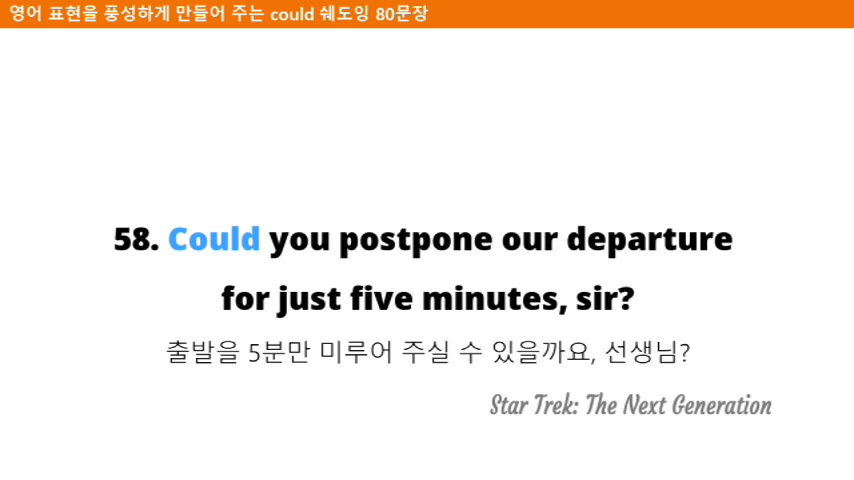 영어 표현을 풍성하게 만들어 주는 could 쉐도잉 80문장
58. Could you postpone our departure
for just five minutes, sir?
출발을 5분만 미루어 주실 수 있을까요, 선생님?
Star Trek: The Next Generation